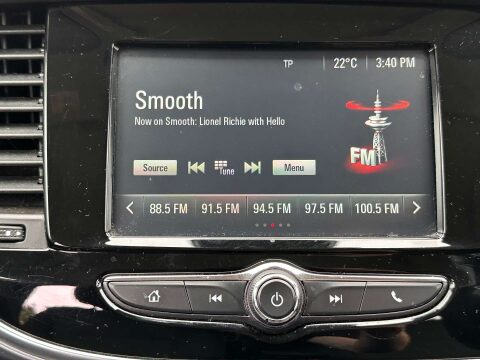 TP 22°C 3:40 PM
Smooth
Now on Smooth: Lionel Richie with Hello
FM
Source Tune Menu
88.5 FM 91.5 FM 94.5 FM 97.5 FM 100.5 FM